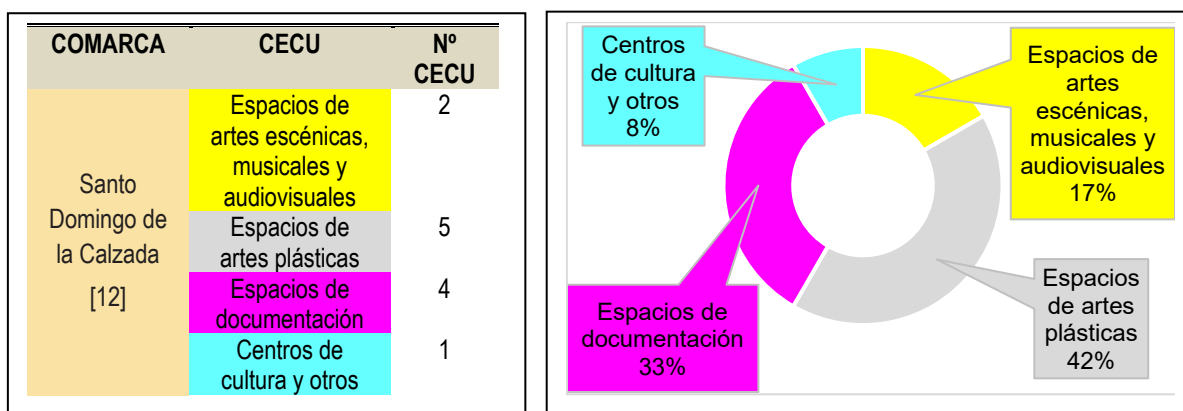 COMARCA CECU Nº
CECU
Espacios de
artes escénicas,
musicales y
audiovisuales
2
Santo
Domingo de
la Calzada
[12]
Espacios de
artes plásticas
5
Espacios de
documentación
4
Centros de
cultura y otros
1
Centros
de cultura
y otros
8%
Espacios de
artes
escénicas,
musicales y
audiovisuales
17%
Espacios de
documentación
33%
Espacios
de artes
plásticas
42%